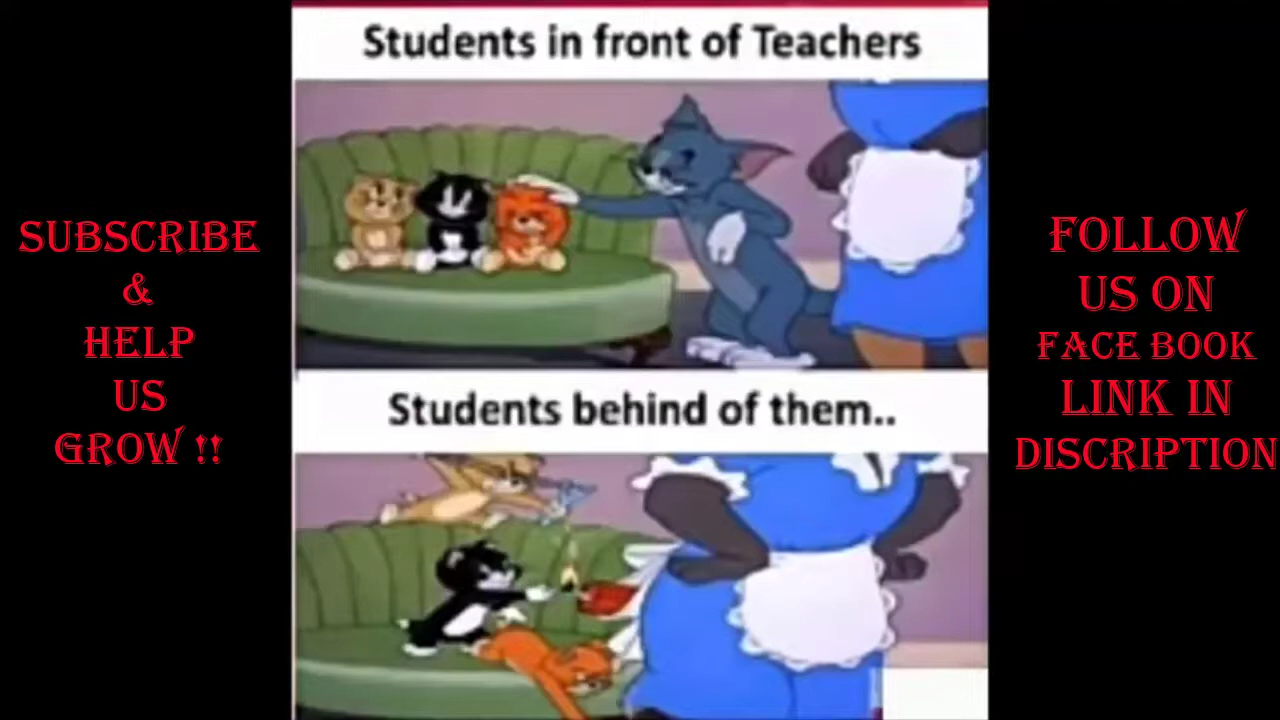 Students in front of Teachers
SUBSCRIBE
&
HELP
US
GROW !!
FOLLOW
US ON
FACE BOOK
LINK IN
DISCRIPTION
Students behind of them..